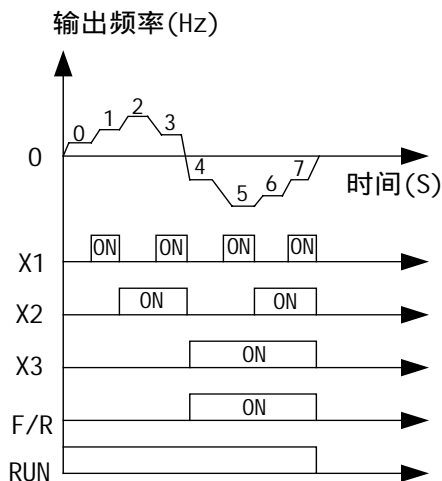 输出频率(Hz)
0 1 2 3
0
4 5 6 7
时间(S)
X1 ON ON ON ON
X2 ON ON
X3 ON
F/R ON
RUN